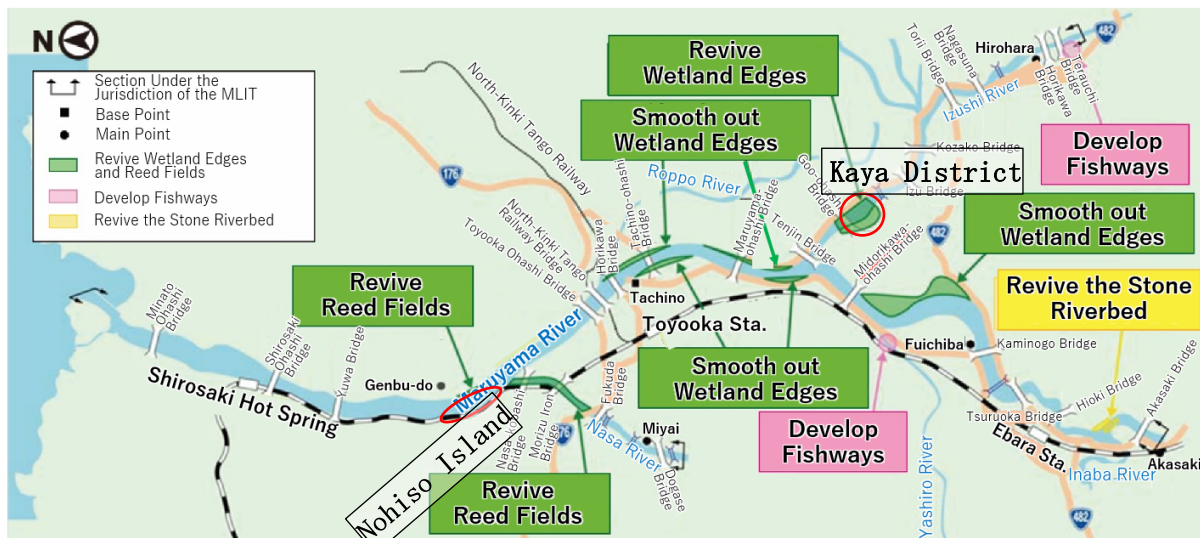 N
Section Under the
Jurisdiction of the MLIT
Base Point
Main Point
Revive Wetland Edges
and Reed Fields
Develop Fishways
Revive the Stone Riverbed
Revive
Wetland Edges
Smooth out
Wetland Edges
North-Kinki Tango Railway
176
Roppo River
Tachino-ohashi
Bridge
Maruyama-
ohashi Bridge
Tenjin Bridge
Bridge
Kaya District
Izu Bridge
Kozako Bridge
Izushi River
Torii Bridge
Nagasuna
Bridge
Hirohara
Horikawa
Bridge
Terauchi
482
Develop
Fishways
Smooth out
Wetland Edges
482
Midorikawa-
ohashi Bridge
Revive the Stone
Riverbed
North-Kinki Tango
Railway Bridge
Toyooka Ohashi Bridge
Horikawa
Bridge
Tachino
Toyooka Sta.
Revive
Reed Fields
Maruyama River
Minato
Ohashi
Bridge
Shirosaki
Ohashi
Bridge
Yuwa Bridge
Shirosaki Hot Spring
Genbu-do
Nohiso Island
Bridge
Morizu Iron
Bridge
Fukuda
Bridge
Nasa River
Miyai
Dogase
Bridge
Revive
Reed Fields
Smooth out
Wetland Edges
Develop
Fishways
Fuichiba
Kaminogo Bridge
Tsuruoka Bridge
Hioki Bridge
Akasaki Bridge
Ebara Sta.
Inaba River
Akasaki
Yashiro River
482